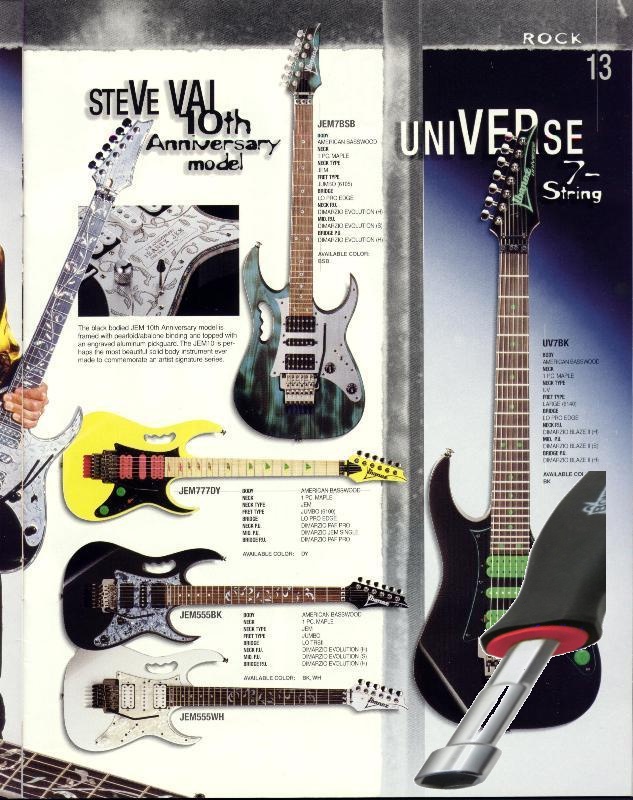 ROCK
13
STEVE VAI
10th
Anniversary
model
JEM7BSB
BODY
AMERICAN BASSWOOD
NECK
1 PC. MAPLE
NECK TYPE
JEM
FRET TYPE
JUMBO (6105)
BRIDGE
LO PRO EDGE
NECK P.U.
DIMARZIO EVOLUTION (H)
MID. P.U.
DIMARZIO EVOLUTION (S)
BRIDGE P.U.
DIMARZIO EVOLUTION (H)
AVAILABLE COLOR:
BSB
The black bodied JEM 10th Anniversary model is
framed with pearloid/abalone binding and topped with
an engraved aluminum pickguard. The JEM10 is per-
haps the most beautiful solid body instrument ever
made to commemorate an artist signature series.
JEM777DY
BODY AMERICAN BASSWOOD
NECK 1 PC. MAPLE
NECK TYPE JEM
FRET TYPE JUMBO (6100)
BRIDGE LO PRO EDGE
NECK P.U. DIMARZIO PAF PRO
MID. P.U. DIMARZIO JEM SINGLE
BRIDGE P.U. DIMARZIO PAF PRO
AVAILABLE COLOR: DY
Ibanez
JEM555BK
BODY AMERICAN BASSWOOD
NECK 1 PC. MAPLE
NECK TYPE JEM
FRET TYPE JUMBO
BRIDGE LO TRS II
NECK P.U. DIMARZIO EVOLUTION (H)
MID. P.U. DIMARZIO EVOLUTION (S)
BRIDGE P.U. DIMARZIO EVOLUTION (H)
AVAILABLE COLOR: BK, WH
Ibanez
JEM555WH
Ibanez
UNIVERSE
7-
String
Ibanez
UV7BK
BODY
AMERICAN BASSWOOD
NECK
1 PC. MAPLE
NECK TYPE
UV
FRET TYPE
LARGE (6140)
BRIDGE
LO PRO EDGE
NECK P.U.
DIMARZIO BLAZE II (H)
MID. P.U.
DIMARZIO BLAZE II (S)
BRIDGE P.U.
DIMARZIO BLAZE II (H)
AVAILABLE
BK